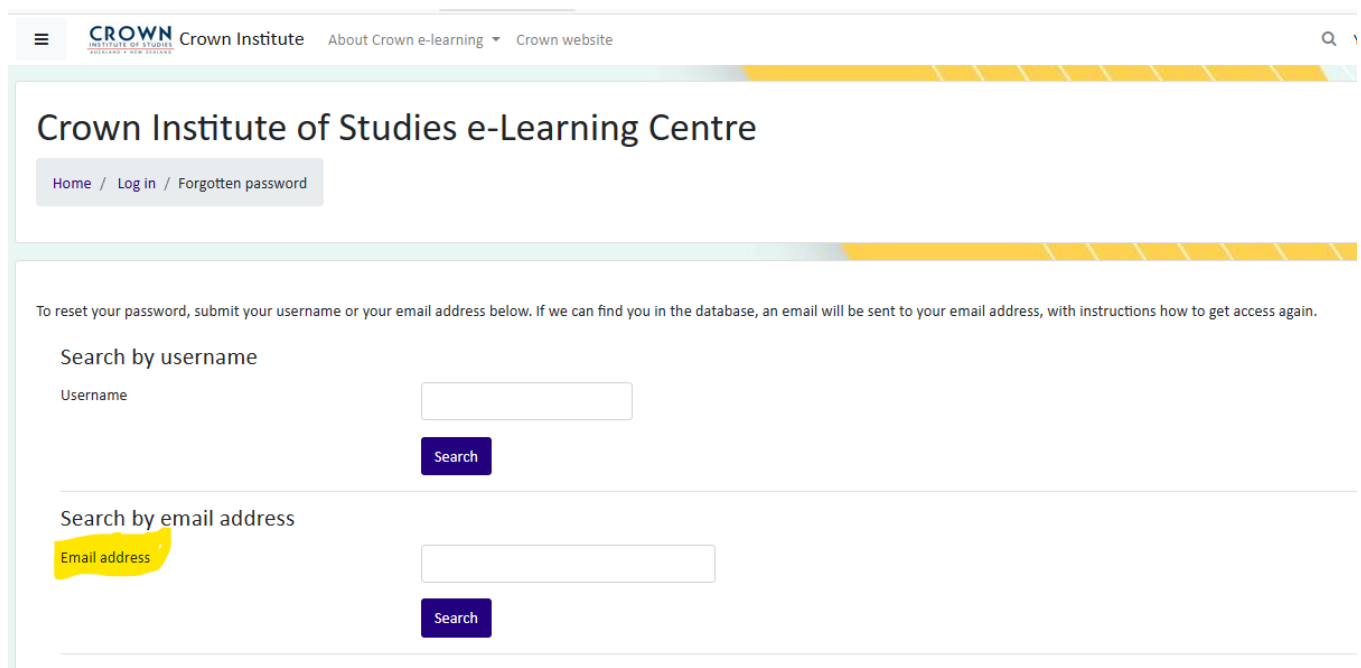 CROWN
INSTITUTE OF STUDIES
AUCKLAND • NEW ZEALAND
Crown Institute About Crown e-learning Crown website
Crown Institute of Studies e-Learning Centre
Home / Log in / Forgotten password
To reset your password, submit your username or your email address below. If we can find you in the database, an email will be sent to your email address, with instructions how to get access again.
Search by username
Username
Search
Search by email address
Email address
Search